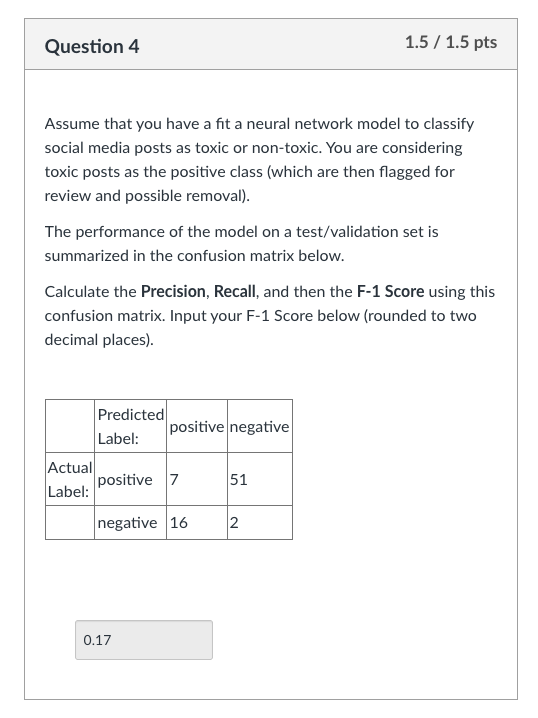 Question 4
1.5 / 1.5 pts
Assume that you have a fit a neural network model to classify
social media posts as toxic or non-toxic. You are considering
toxic posts as the positive class (which are then flagged for
review and possible removal).
The performance of the model on a test/validation set is
summarized in the confusion matrix below.
Calculate the Precision, Recall, and then the F-1 Score using this
confusion matrix. Input your F-1 Score below (rounded to two
decimal places).
Predicted
Label:
positive
negative
Actual
Label:
positive
7
51
negative
16
2
0.17